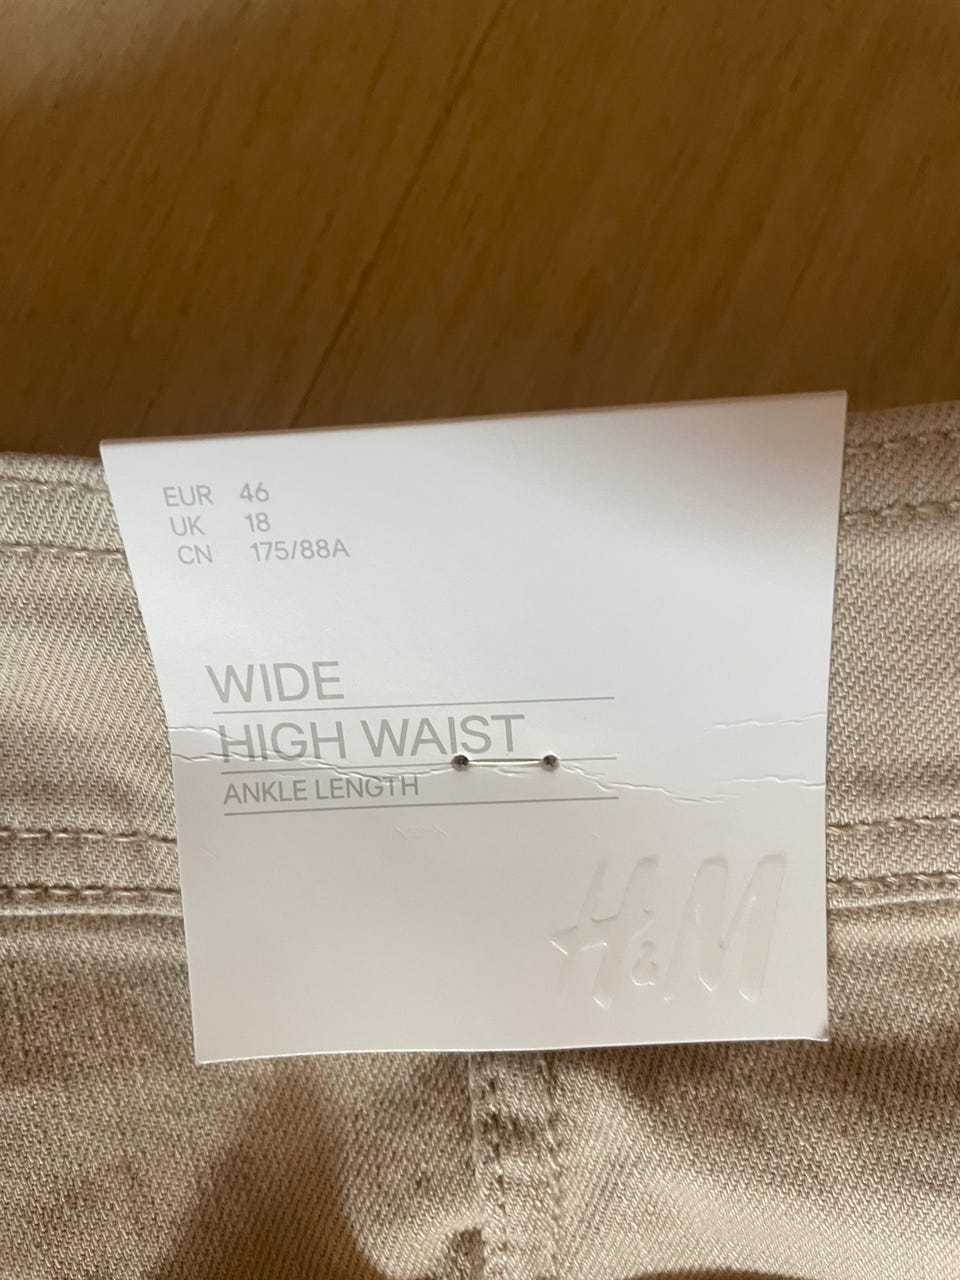 EUR 46
UK 18
CN 175/88A
WIDE
HIGH WAIST
ANKLE LENGTH
H&M